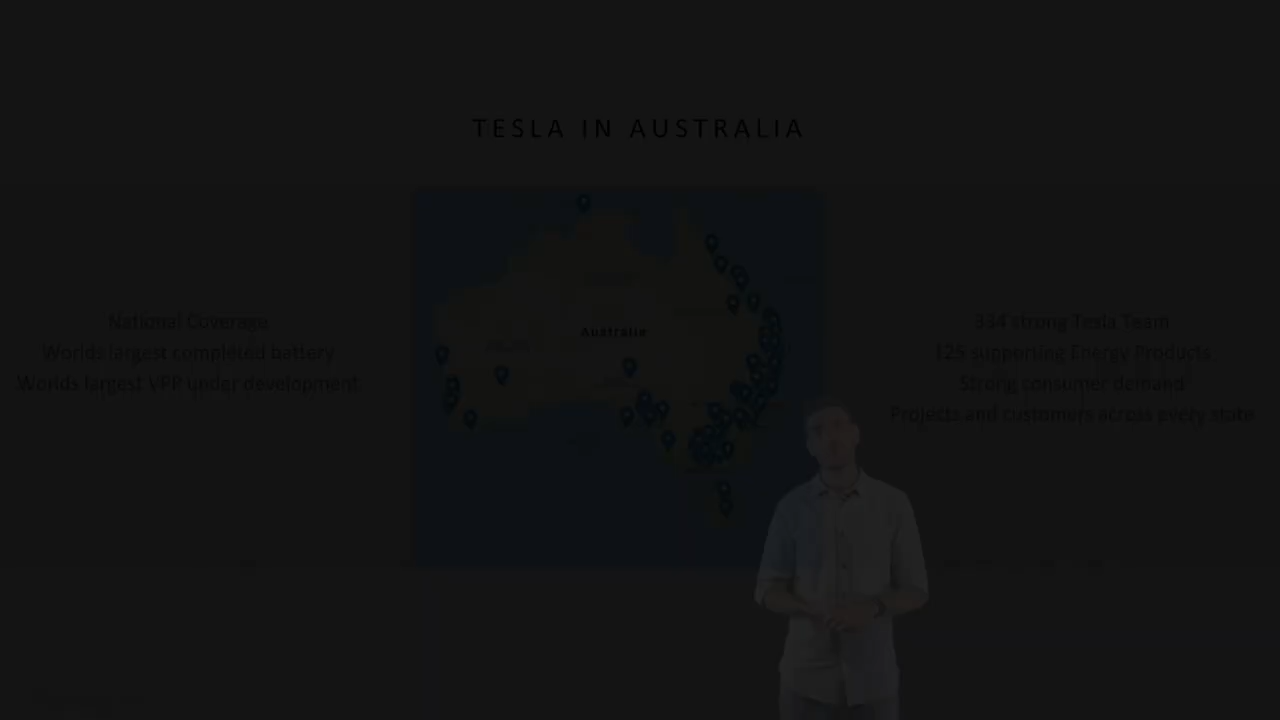 TESLA IN AUSTRALIA
National Coverage
Worlds largest completed battery
Worlds largest VPP under development
Australia
334 strong Tesla Team
125 supporting Energy Products
Strong consumer demand
Projects and customers across every state